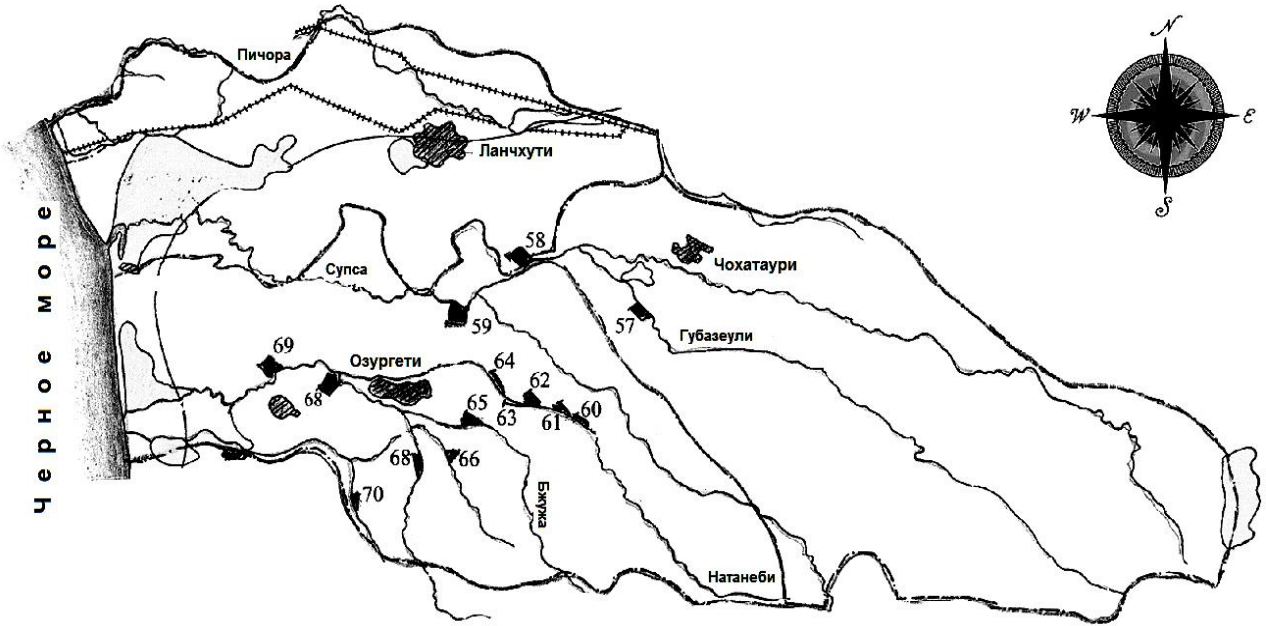 N
Пичора
W
E
Ланчхути
S
Черное море
58
Чохатаури
Супса
57
59
Губазеули
69
Озургети
64
68
62
65
63
61
60
68
66
70
Бжужа
Натанеби